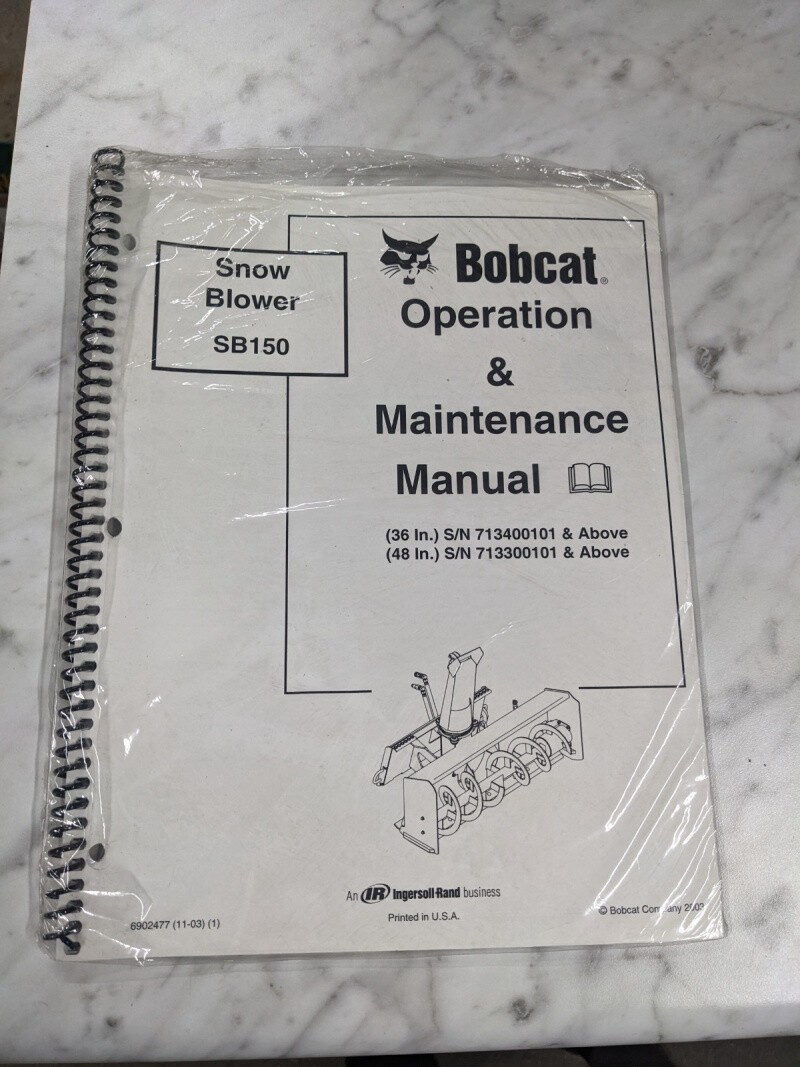 Snow
Blower
SB150
Bobcat®
Operation
&
Maintenance
Manual
(36 In.) S/N 713400101 & Above
(48 In.) S/N 713300101 & Above
An IR Ingersoll-Rand business
Printed in U.S.A.
6902477 (11-03) (1)
© Bobcat Company 2003